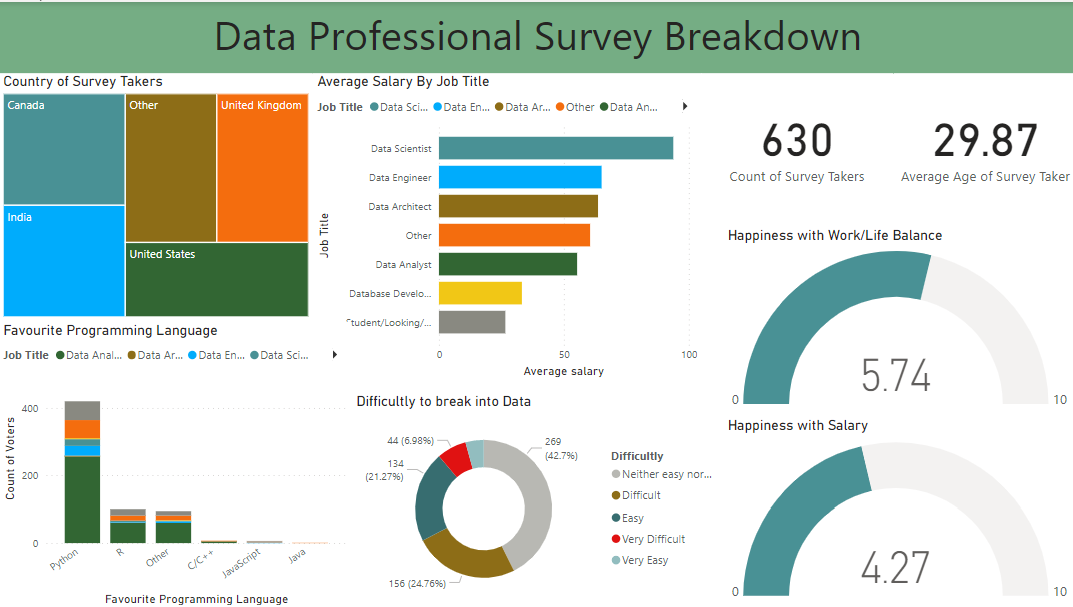 Data Professional Survey Breakdown
Country of Survey Takers
Canada
Other
United Kingdom
India
United States
Average Salary By Job Title
Job Title Data Sci... Data En... Data Ar... Other Data An...
Job Title
Data Scientist
Data Engineer
Data Architect
Other
Data Analyst
Database Develo...
Student/Looking/...
0 50 100
Average salary
630
Count of Survey Takers
29.87
Average Age of Survey Taker
Happiness with Work/Life Balance
5.74
0 10
Happiness with Salary
4.27
0 10
Favourite Programming Language
Job Title Data Anal... Data Ar... Data En... Data Sci...
Count of Voters
400
200
0
Python R Other C/C++ JavaScript Java
Favourite Programming Language
Difficultly to break into Data
44 (6.98%)
269
(42.7%)
134
(21.27%)
156 (24.76%)
Difficultly
Neither easy nor...
Difficult
Easy
Very Difficult
Very Easy